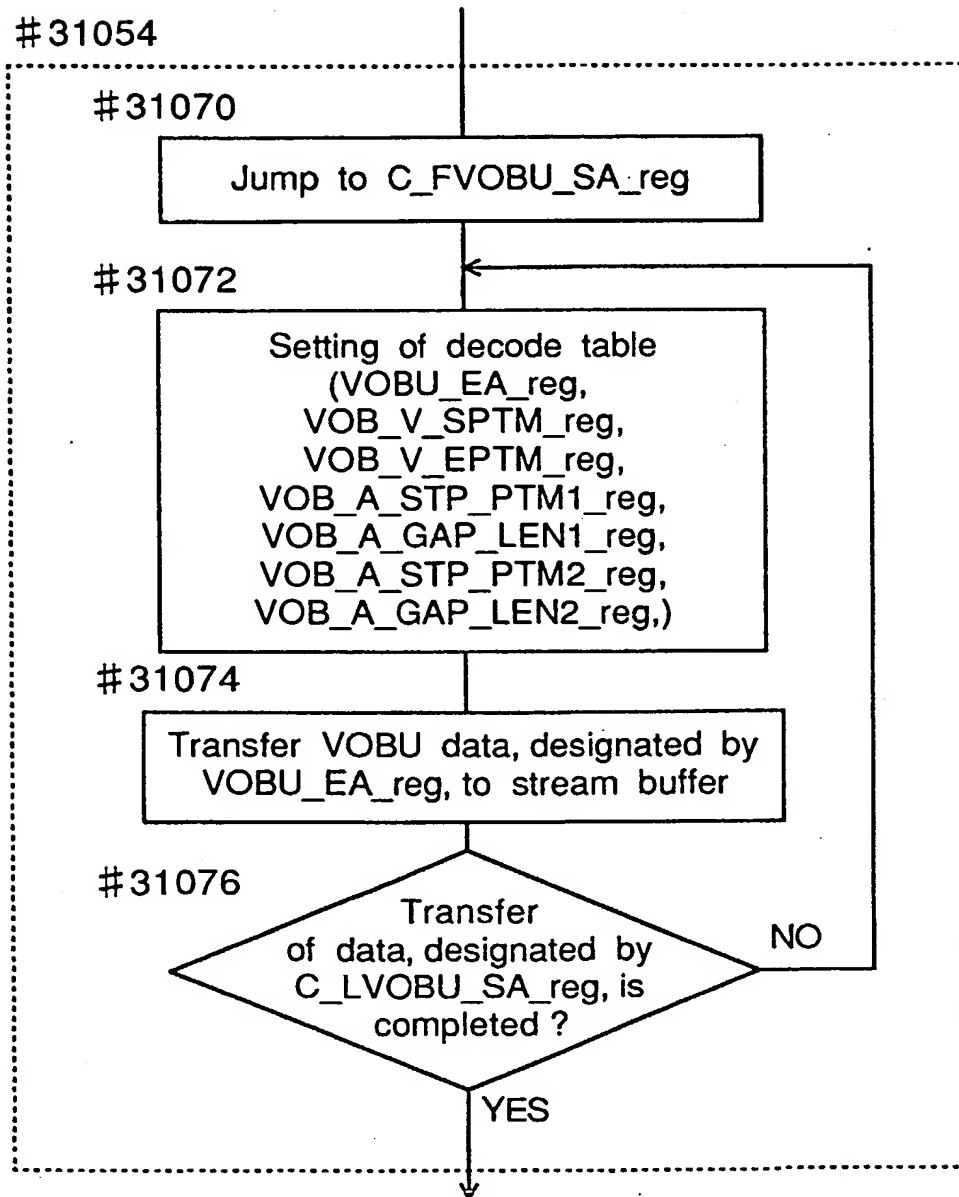 #31054
#31070
Jump to C_FVOBU_SA_reg
#31072
Setting of decode table
(VOBU_EA_reg,
VOB_V_SPTM_reg,
VOB_V_EPTM_reg,
VOB_A_STP_PTM1_reg,
VOB_A_GAP_LEN1_reg,
VOB_A_STP_PTM2_reg,
VOB_A_GAP_LEN2_reg,)
#31074
Transfer VOBU data, designated by
VOBU_EA_reg, to stream buffer
#31076
Transfer
of data, designated by
C_LVOBU_SA_reg, is
completed ?
NO
YES